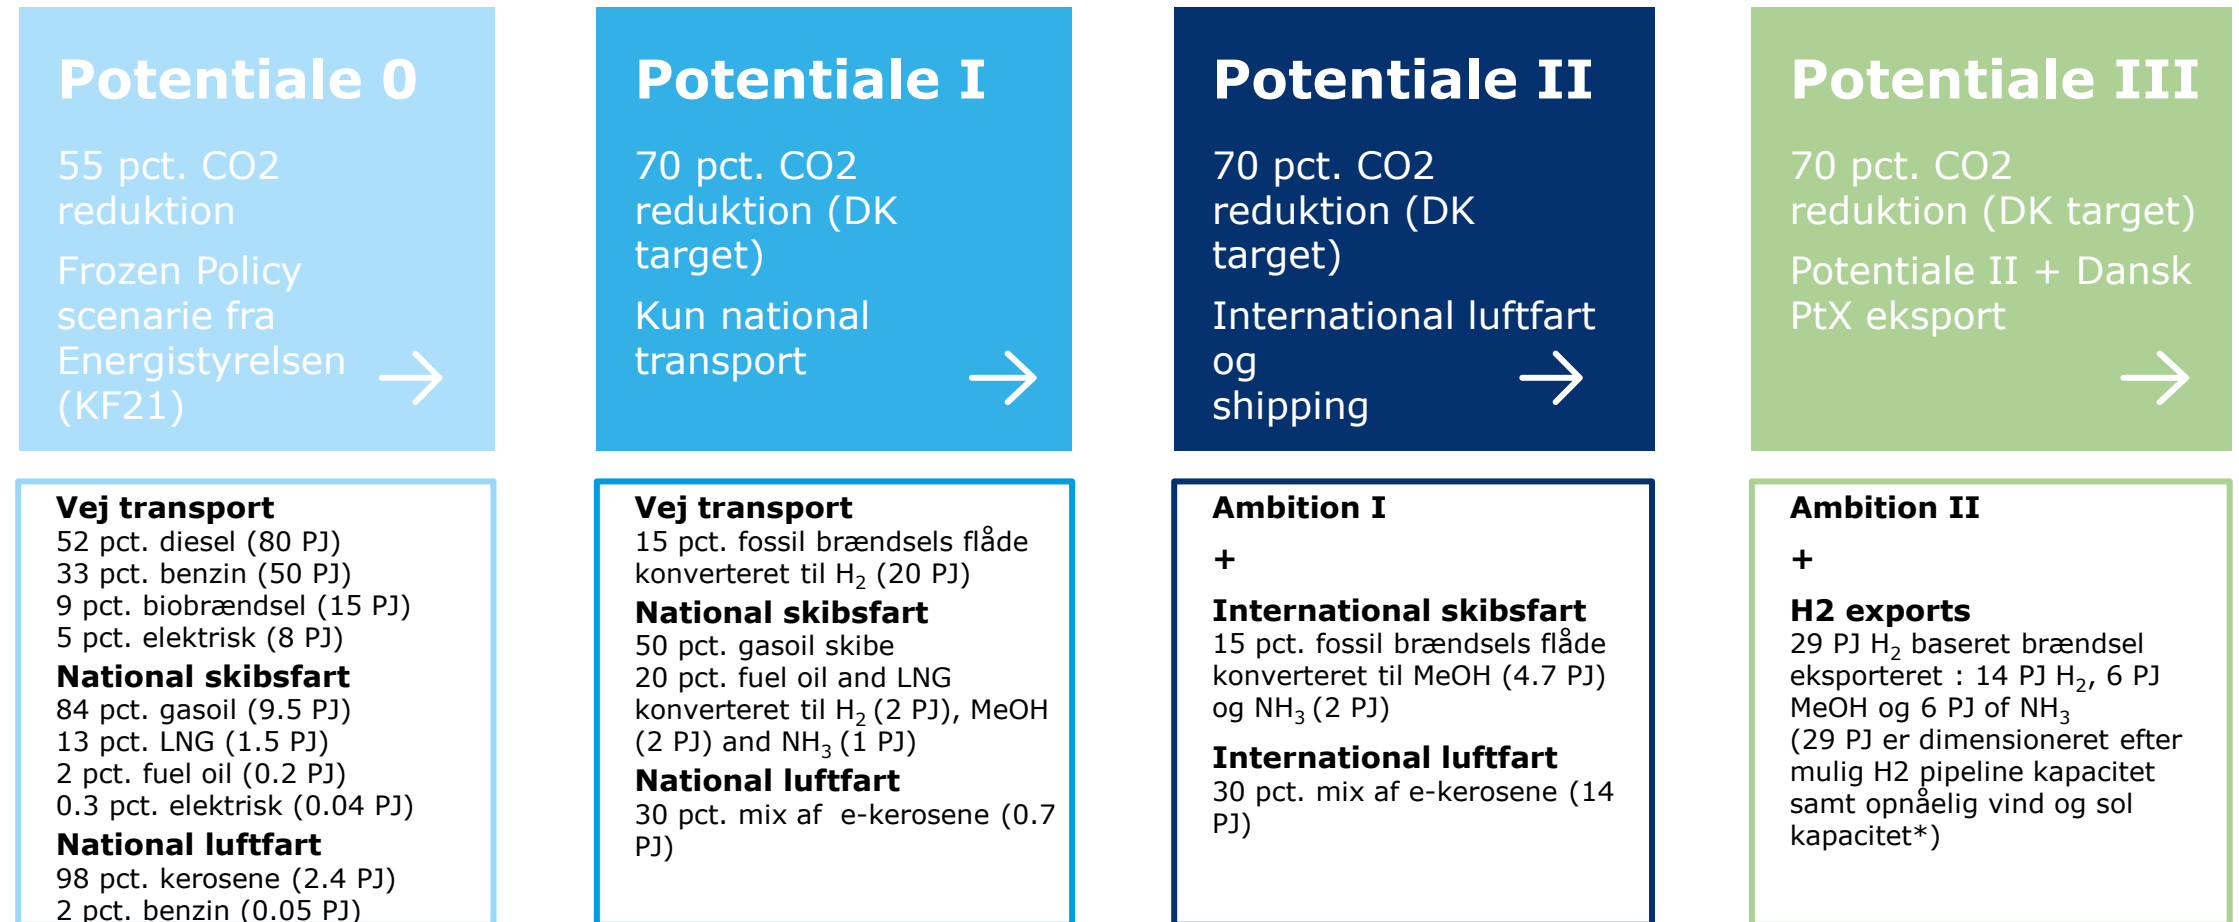 Potentiale 0
55 pct. CO2
reduktion
Frozen Policy
scenarie fra
Energistyrelsen
(KF21)
Vej transport
52 pct. diesel (80 PJ)
33 pct. benzin (50 PJ)
9 pct. biobrændsel (15 PJ)
5 pct. elektrisk (8 PJ)
National skibsfart
84 pct. gasoil (9.5 PJ)
13 pct. LNG (1.5 PJ)
2 pct. fuel oil (0.2 PJ)
0.3 pct. elektrisk (0.04 PJ)
National luftfart
98 pct. kerosene (2.4 PJ)
2 pct. benzin (0.05 PJ)
Potentiale I
70 pct. CO2
reduktion (DK
target)
Kun national
transport
Vej transport
15 pct. fossil brændsels flåde
konverteret til H₂ (20 PJ)
National skibsfart
50 pct. gasoil skibe
20 pct. fuel oil and LNG
konverteret til H₂ (2 PJ), MeOH
(2 PJ) and NH₃ (1 PJ)
National luftfart
30 pct. mix af e-kerosene (0.7
PJ)
Potentiale II
70 pct. CO2
reduktion (DK
target)
International luftfart
og
shipping
Ambition I
+
International skibsfart
15 pct. fossil brændsels flåde
konverteret til MeOH (4.7 PJ)
og NH₃ (2 PJ)
International luftfart
30 pct. mix af e-kerosene (14
PJ)
Potentiale III
70 pct. CO2
reduktion (DK target)
Potentiale II + Dansk
PtX eksport
Ambition II
+
H2 exports
29 PJ H₂ baseret brændsel
eksporteret : 14 PJ H₂, 6 PJ
MeOH og 6 PJ of NH₃
(29 PJ er dimensioneret efter
mulig H2 pipeline kapacitet
samt opnåelig vind og sol
kapacitet*)